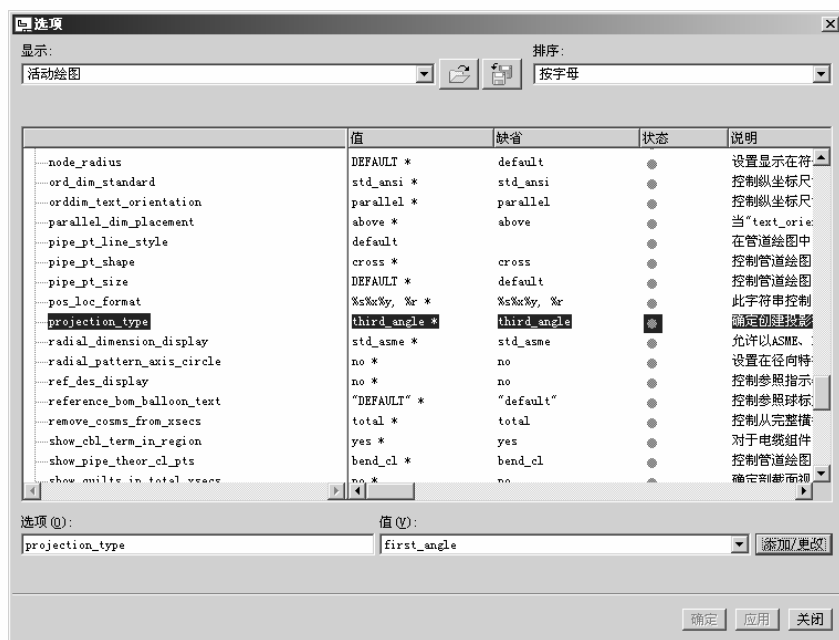 选项
显示: 排序:
活动绘图 按字母
值 缺省 状态 说明
node_radius DEFAULT * default 设置显示在符
ord_dim_standard std_ansi * std_ansi 控制纵坐标尺
orddim_text_orientation parallel * parallel 控制纵坐标尺
parallel_dim_placement above * above 当"text_orie
pipe_pt_line_style default 在管道绘图中
pipe_pt_shape cross * cross 控制管道绘图
pipe_pt_size DEFAULT * default 控制管道绘图
pos_loc_format %s%x%y, %r * %s%x%y, %r 此字符串控制
projection_type third_angle * third_angle 确定创建投影
radial_dimension_display std_asme * std_asme 允许以ASME、
radial_pattern_axis_circle no * no 设置在径向特
ref_des_display no * no 控制参照指示
reference_bom_balloon_text "DEFAULT" * "default" 控制参照球标
remove_cosms_from_xsecs total * total 控制从完整横
show_cbl_term_in_region yes * yes 对于电缆组件
show_pipe_theor_cl_pts bend_cl * bend_cl 控制管道绘图
show_quilts_in_total_xsecs no * no 确定剖截面视
选项(O): 值(V):
projection_type first_angle 添加/更改
确定 应用 关闭